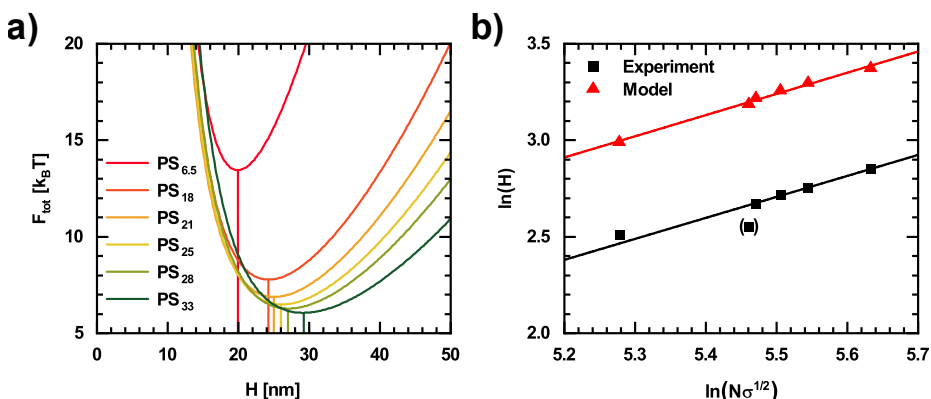 a)
F_tot [k_BT]
20
15
10
5
PS_6.5
PS_18
PS_21
PS_25
PS_28
PS_33
0 10 20 30 40 50
H [nm]
b)
ln(H)
3.5
3.0
2.5
2.0
Experiment
Model
( )
5.2 5.3 5.4 5.5 5.6 5.7
ln(Nσ^1/2)